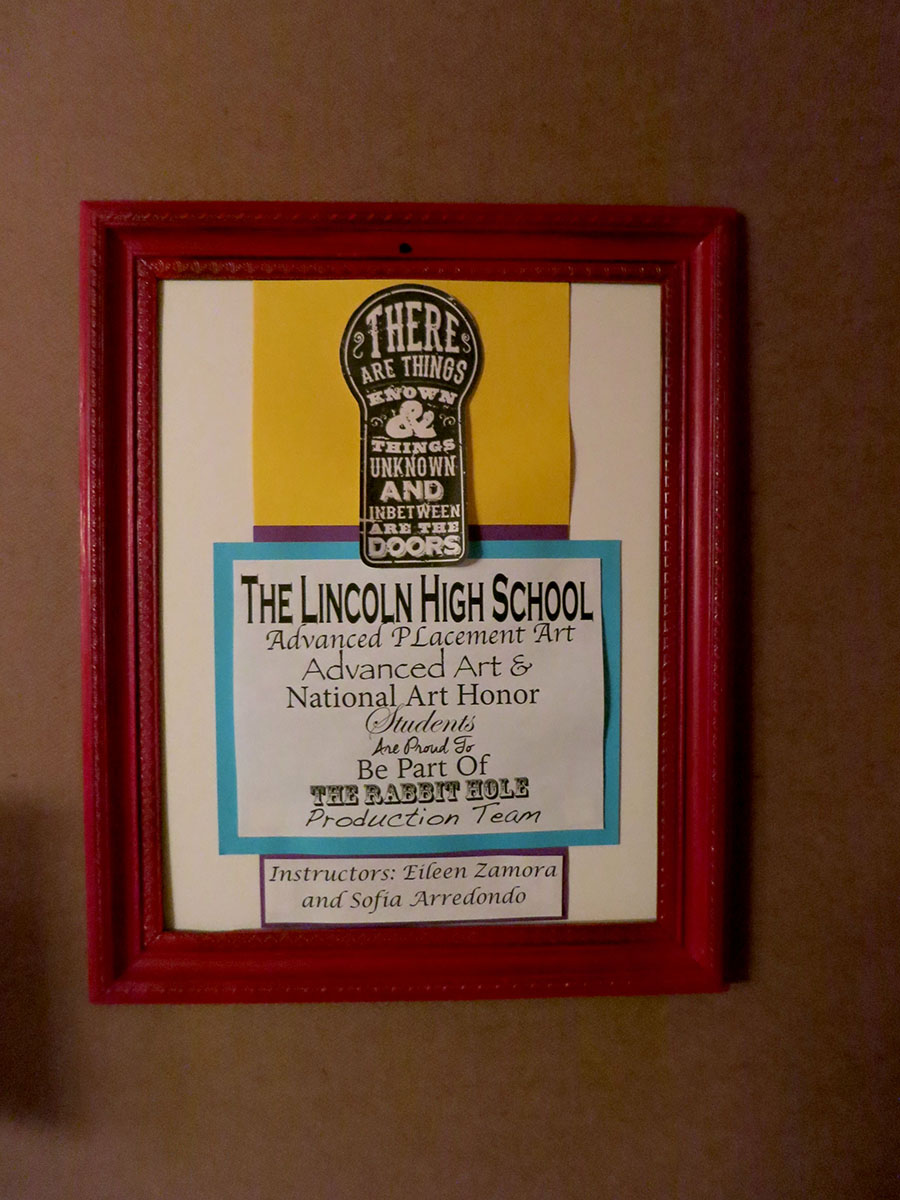 THERE
ARE THINGS
KNOWN
&
THINGS
UNKNOWN
AND
INBETWEEN
ARE THE
DOORS
THE LINCOLN HIGH SCHOOL
Advanced PLacement Art
Advanced Art &
National Art Honor
Students
Are Proud To
Be Part Of
THE RABBIT HOLE
Production Team
Instructors: Eileen Zamora
and Sofia Arredondo